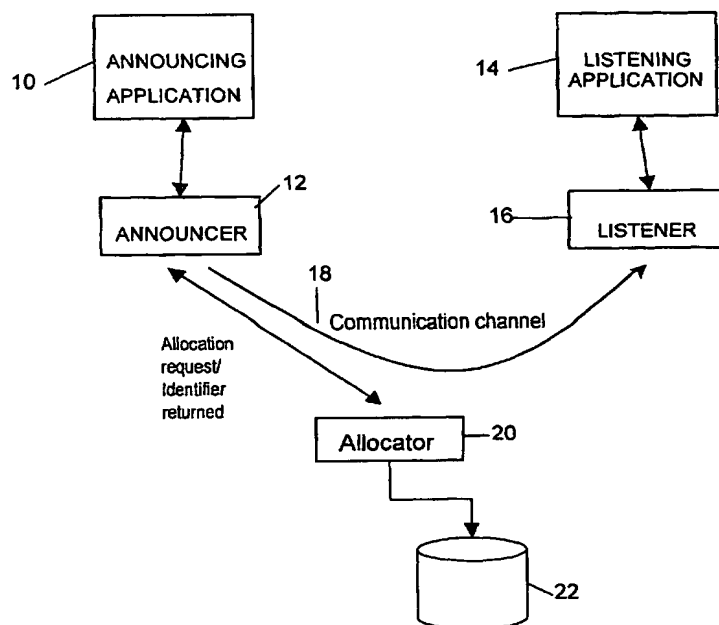 10
ANNOUNCING
APPLICATION
14
LISTENING
APPLICATION
12
ANNOUNCER
16
LISTENER
18
Communication channel
Allocation
request/
Identifier
returned
Allocator
20
22